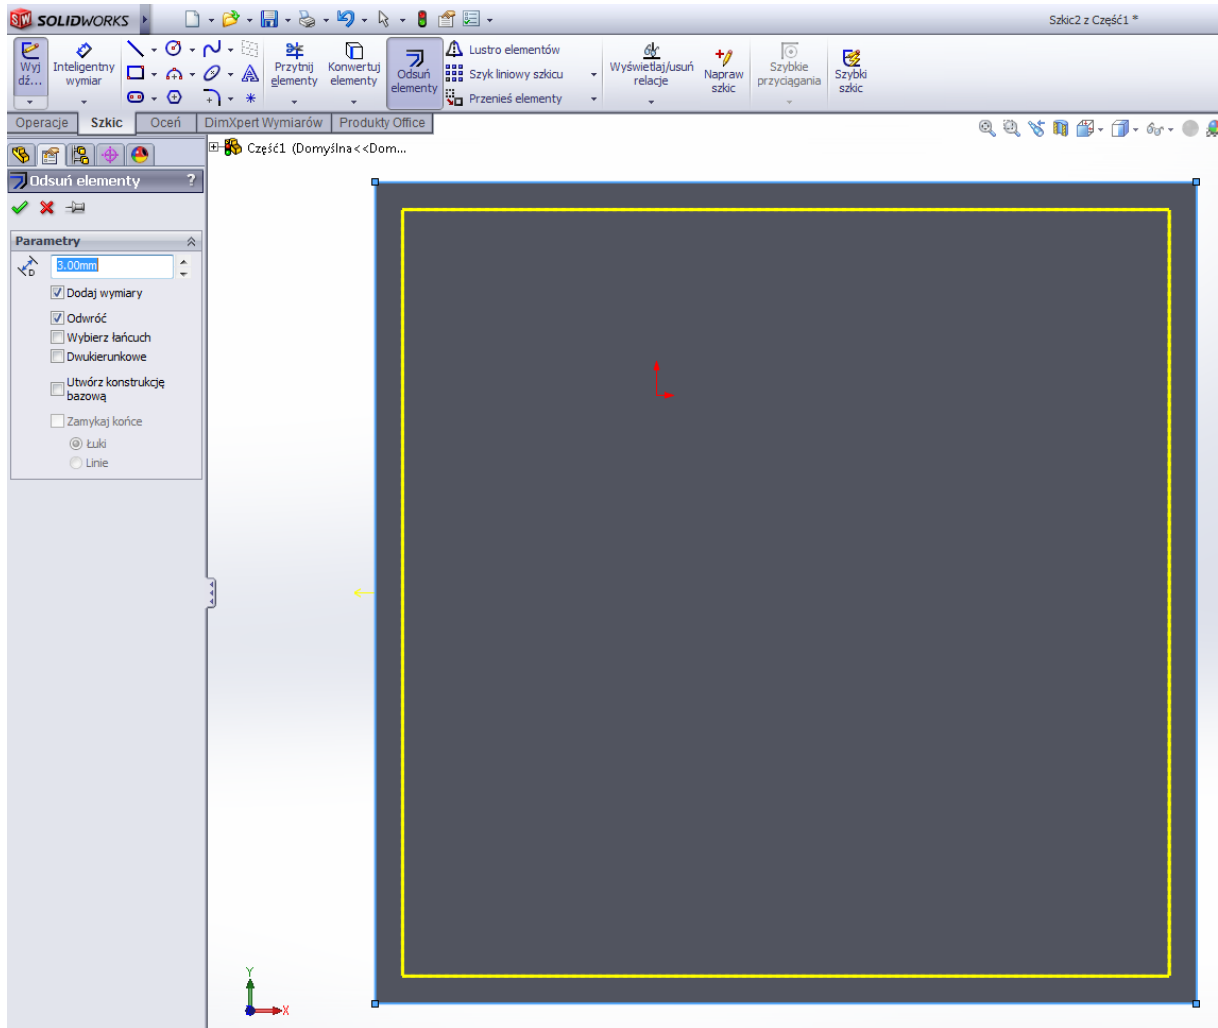 SW SOLIDWORKS
Szkic2 z Część1 *
Wyj
dź...
Inteligentny
wymiar
Przytnij
elementy
Konwertuj
elementy
Odsuń
elementy
Lustro elementów
Szyk liniowy szkicu
Przenieś elementy
Wyświetlaj/usuń
relacje
Napraw
szkic
Szybkie
przyciągania
Szybki
szkic
Operacje
Szkic
Oceń
DimXpert Wymiarów
Produkty Office
Część1 (Domyślna<<Dom...
Odsuń elementy ?
Parametry
D
3.00mm
Dodaj wymiary
Odwróć
Wybierz łańcuch
Dwukierunkowe
Utwórz konstrukcję
bazową
Zamykaj końce
Łuki
Linie
Y
X